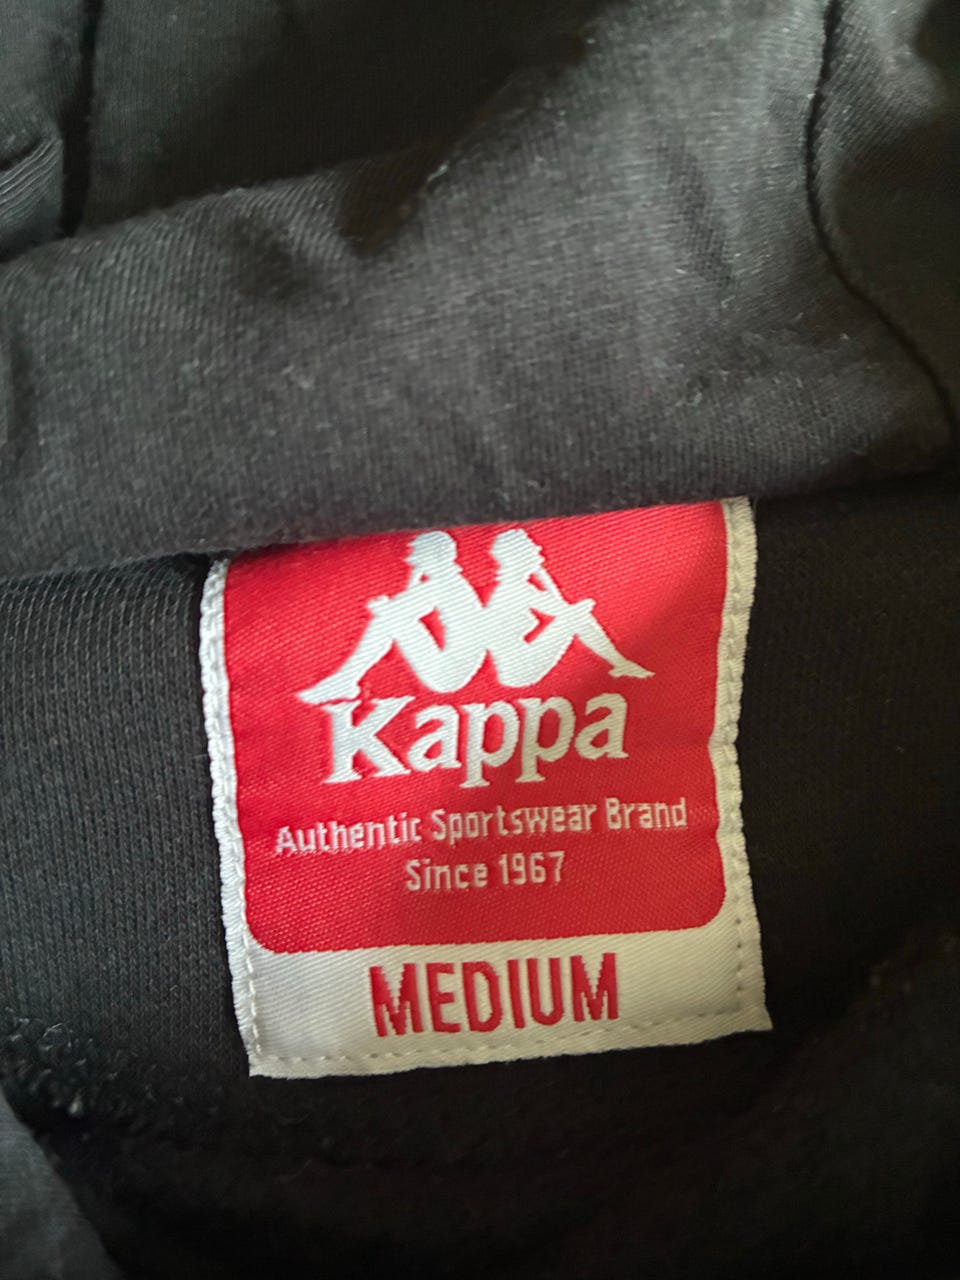 Kappa
Authentic Sportswear Brand
Since 1967
MEDIUM